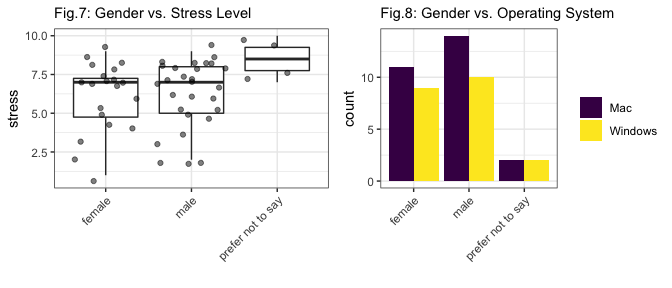 Fig.7: Gender vs. Stress Level
10.0
7.5
5.0
2.5
stress
female
male
prefer not to say
Fig.8: Gender vs. Operating System
10
5
0
count
female
male
prefer not to say
Mac
Windows